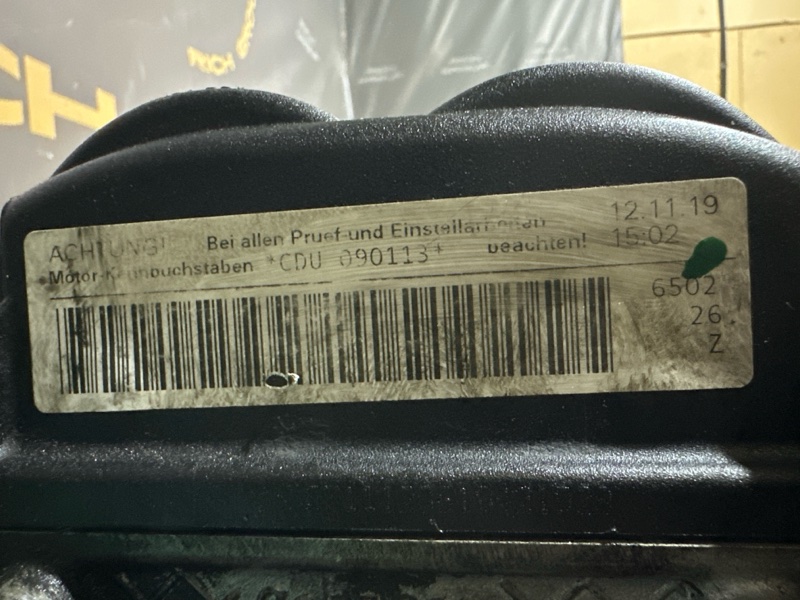 ACHTUNG! Bei allen Pruef-und Einstellarbeiten 12.11.19
Motor-Kennbuchstaben *CDU 090113* beachten! 15:02
6502
26
Z